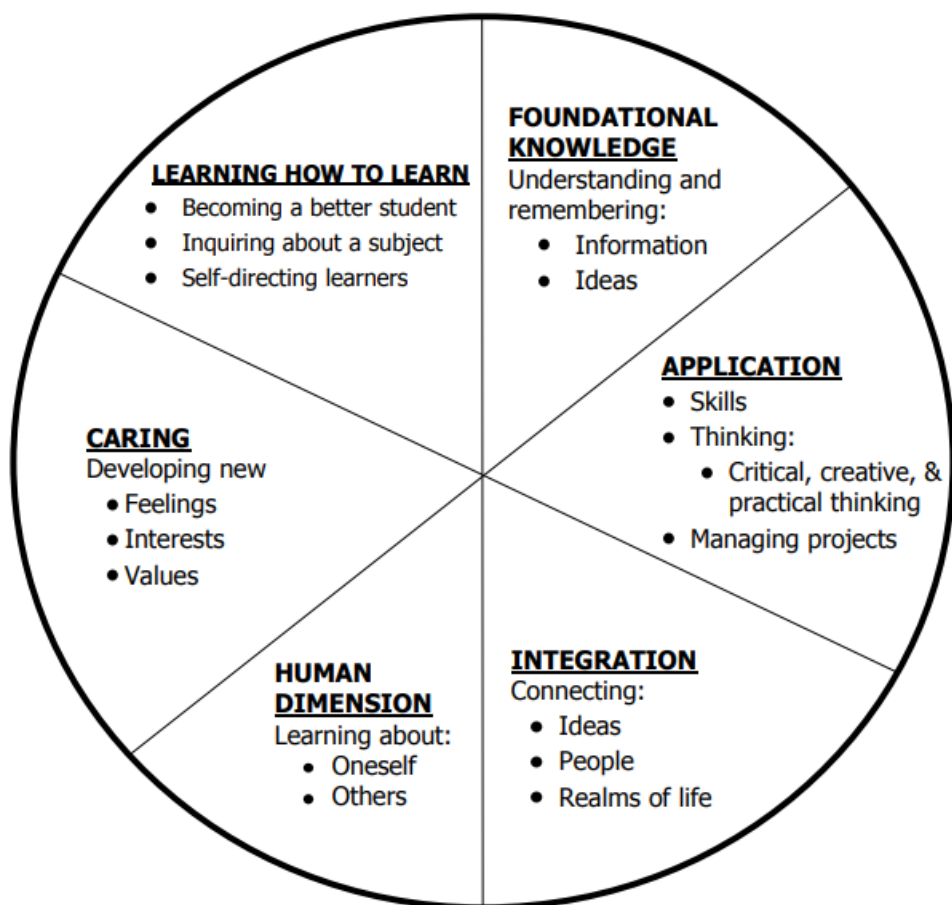 FOUNDATIONAL
KNOWLEDGE
Understanding and
remembering:
• Information
• Ideas
APPLICATION
• Skills
• Thinking:
• Critical, creative, &
practical thinking
• Managing projects
INTEGRATION
Connecting:
• Ideas
• People
• Realms of life
HUMAN
DIMENSION
Learning about:
• Oneself
• Others
CARING
Developing new
• Feelings
• Interests
• Values
LEARNING HOW TO LEARN
• Becoming a better student
• Inquiring about a subject
• Self-directing learners